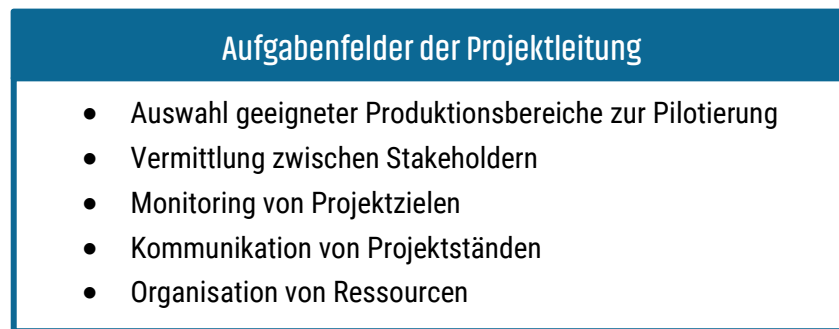 Aufgabenfelder der Projektleitung
• Auswahl geeigneter Produktionsbereiche zur Pilotierung
• Vermittlung zwischen Stakeholdern
• Monitoring von Projektzielen
• Kommunikation von Projektständen
• Organisation von Ressourcen